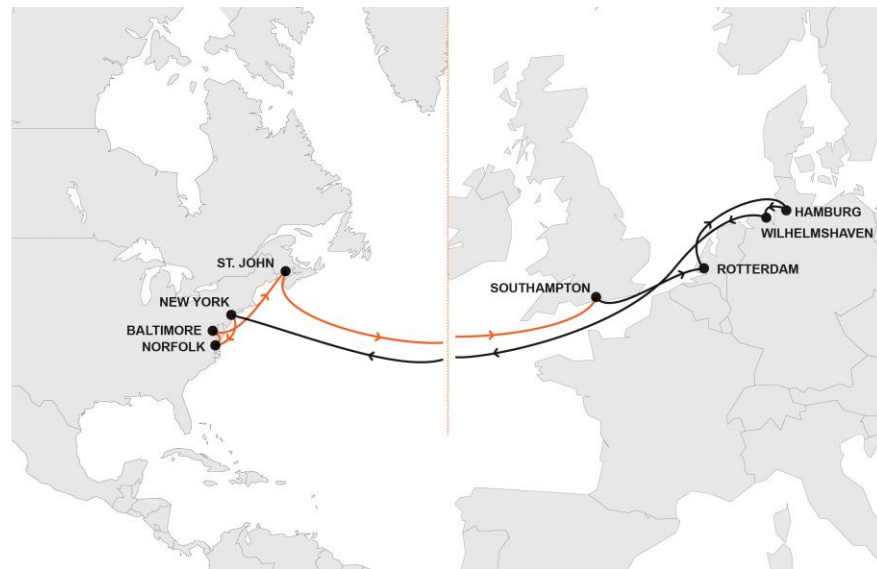 HAMBURG
WILHELMSHAVEN
ST. JOHN
ROTTERDAM
SOUTHAMPTON
NEW YORK
BALTIMORE
NORFOLK